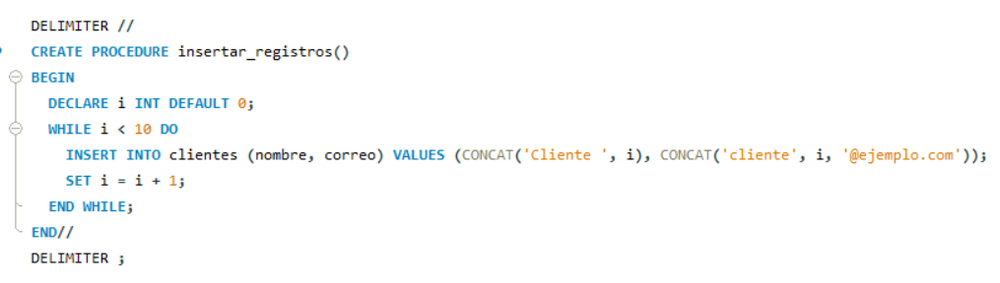 DELIMITER //
CREATE PROCEDURE insertar_registros()
BEGIN
DECLARE i INT DEFAULT 0;
WHILE i < 10 DO
INSERT INTO clientes (nombre, correo) VALUES (CONCAT('Cliente ', i), CONCAT('cliente', i, '@ejemplo.com'));
SET i = i + 1;
END WHILE;
END//
DELIMITER ;